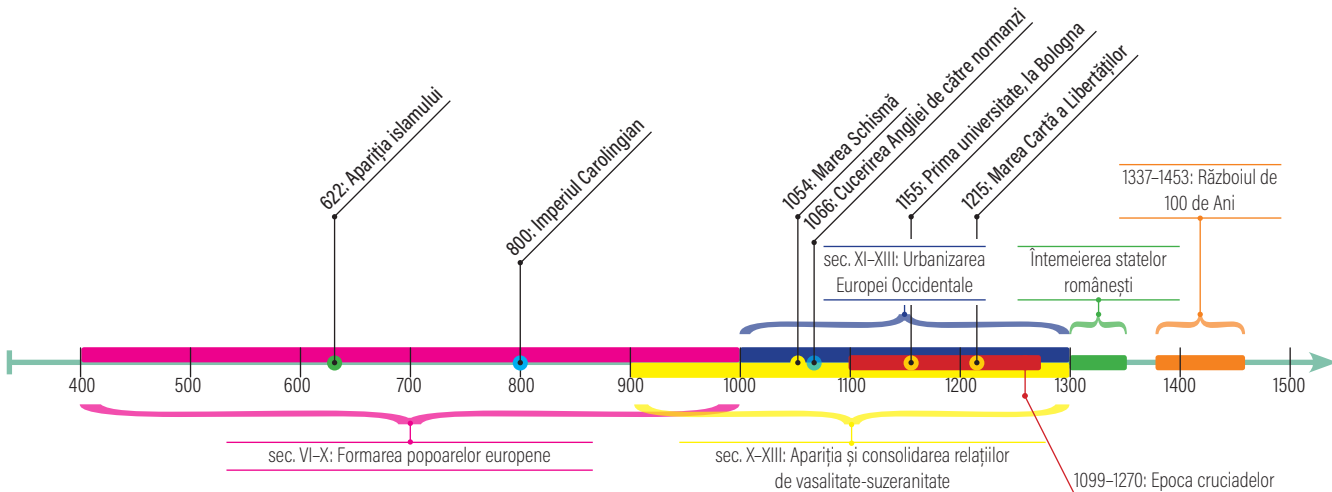 622: Apariția islamului
800: Imperiul Carolingian
1054: Marea Schismă
1066: Cucerirea Angliei de către normanzi
1155: Prima universitate, la Bologna
1215: Marea Cartă a Libertăților
1337–1453: Războiul de
100 de Ani
sec. XI–XIII: Urbanizarea
Europei Occidentale
Întemeierea statelor
românești
400 500 600 700 800 900 1000 1100 1200 1300 1400 1500
sec. VI–X: Formarea popoarelor europene
sec. X–XIII: Apariția și consolidarea relațiilor
de vasalitate-suzeranitate
1099–1270: Epoca cruciadelor